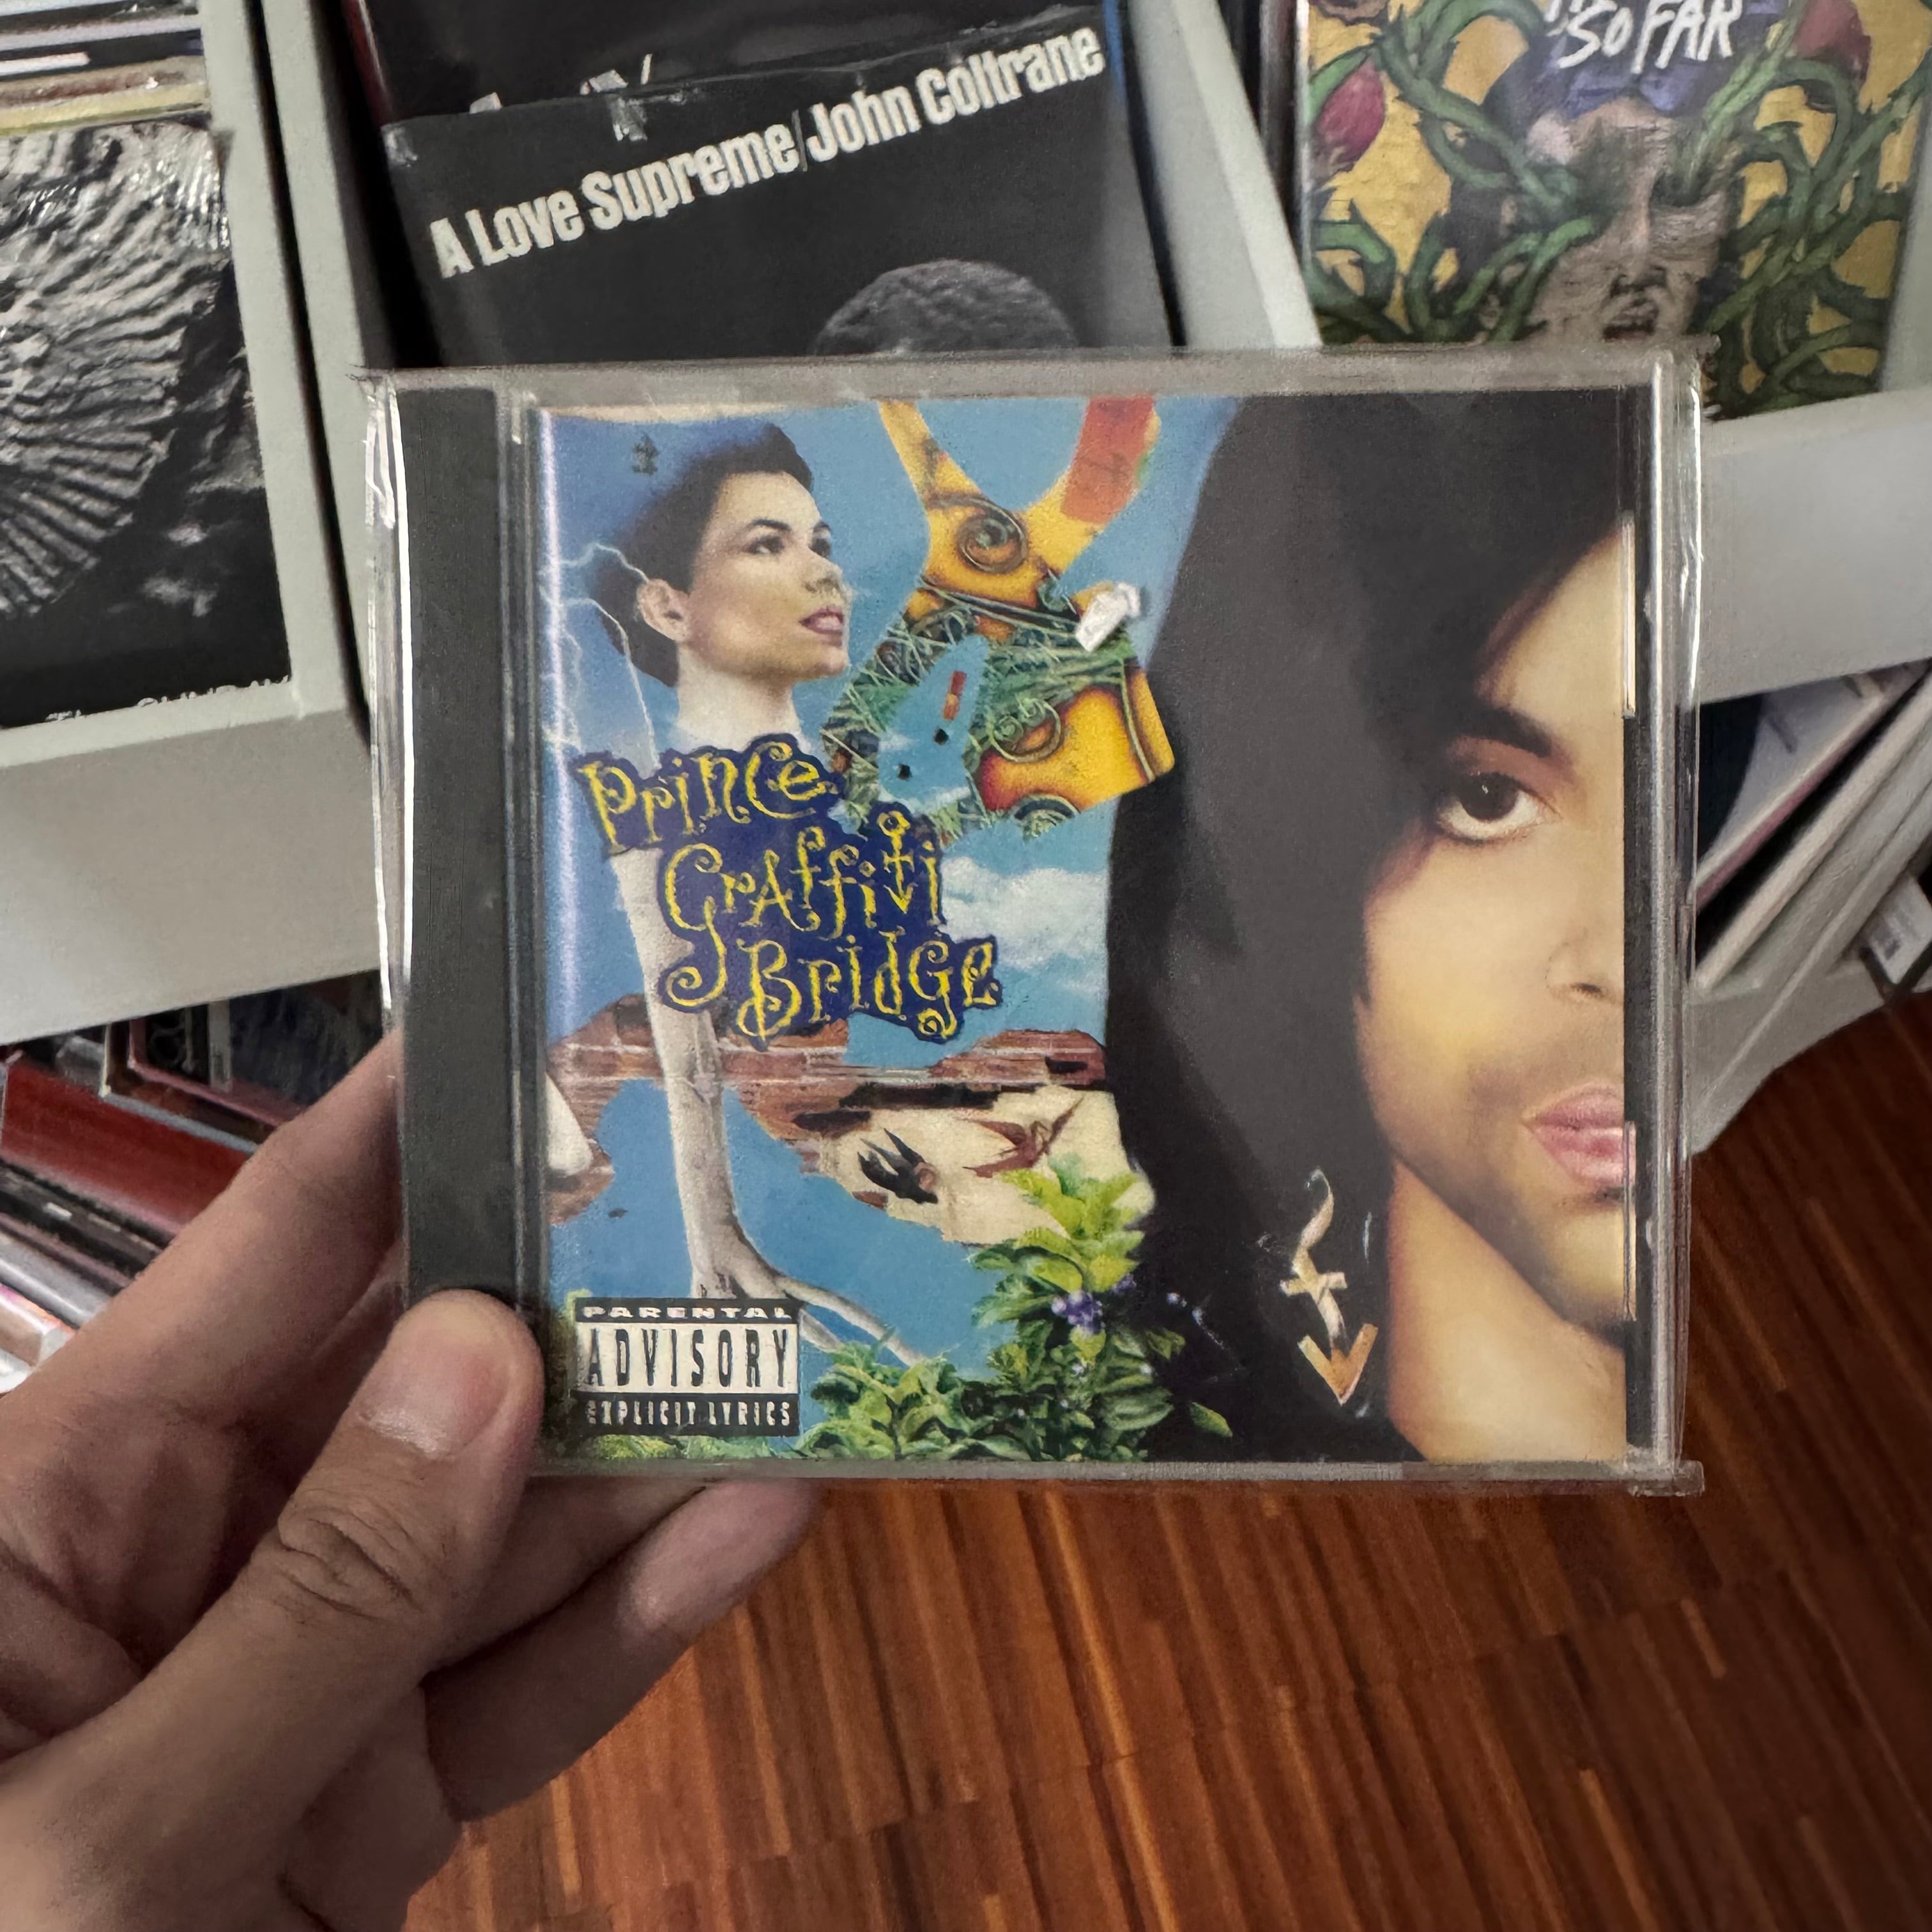 SO FAR
A Love Supreme/John Coltrane
Prince
Graffiti
Bridge
PARENTAL
ADVISORY
EXPLICIT LYRICS